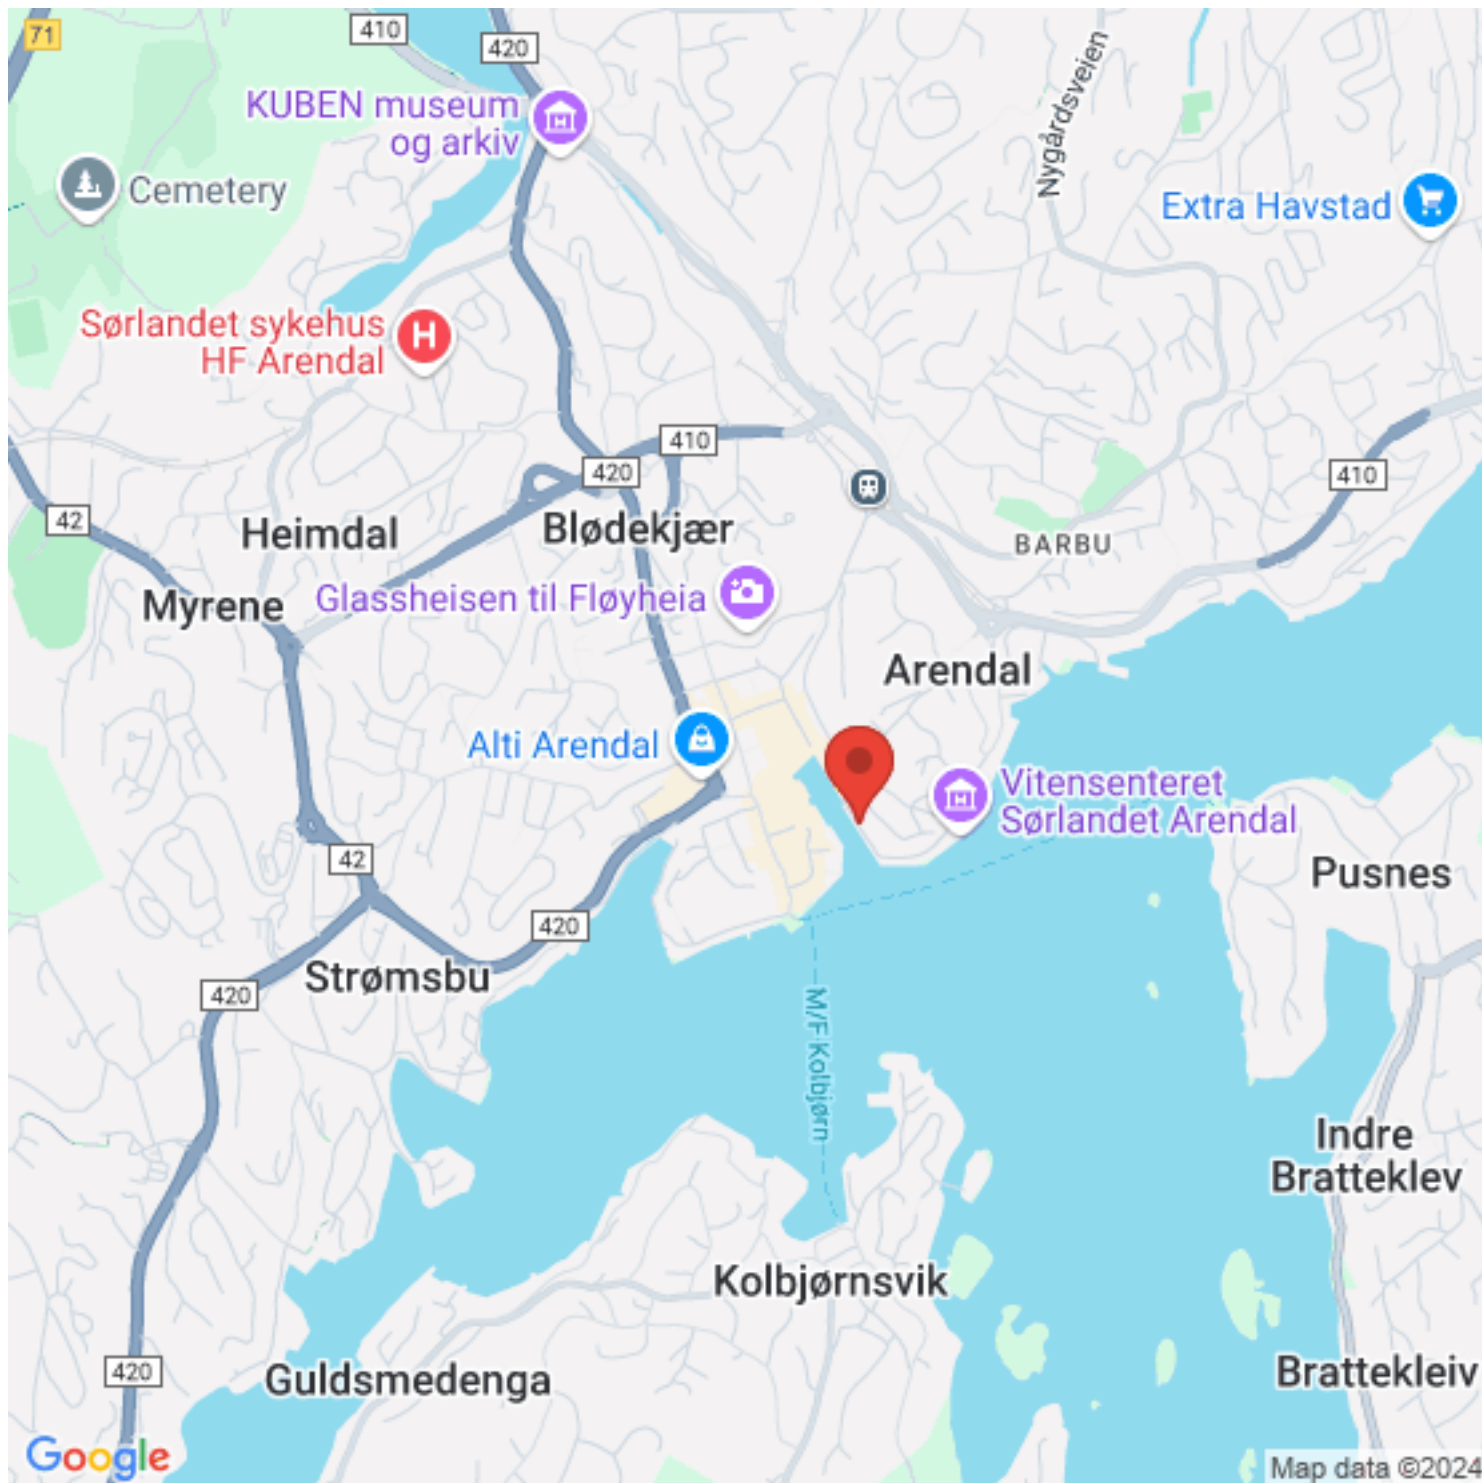 71
410
420
KUBEN museum
og arkiv
Nygårdsveien
Cemetery
Extra Havstad
Sørlandet sykehus
HF Arendal
H
410
420
410
42
Heimdal
Blødekjær
BARBU
Myrene
Glassheisen til Fløyheia
Arendal
Alti Arendal
Vitensenteret
Sørlandet Arendal
42
Pusnes
420
Strømsbu
420
M/F Kolbjørn
Indre
Bratteklev
Kolbjørnsvik
420
Guldsmedenga
Brattekleiv
Google
Map data ©2024